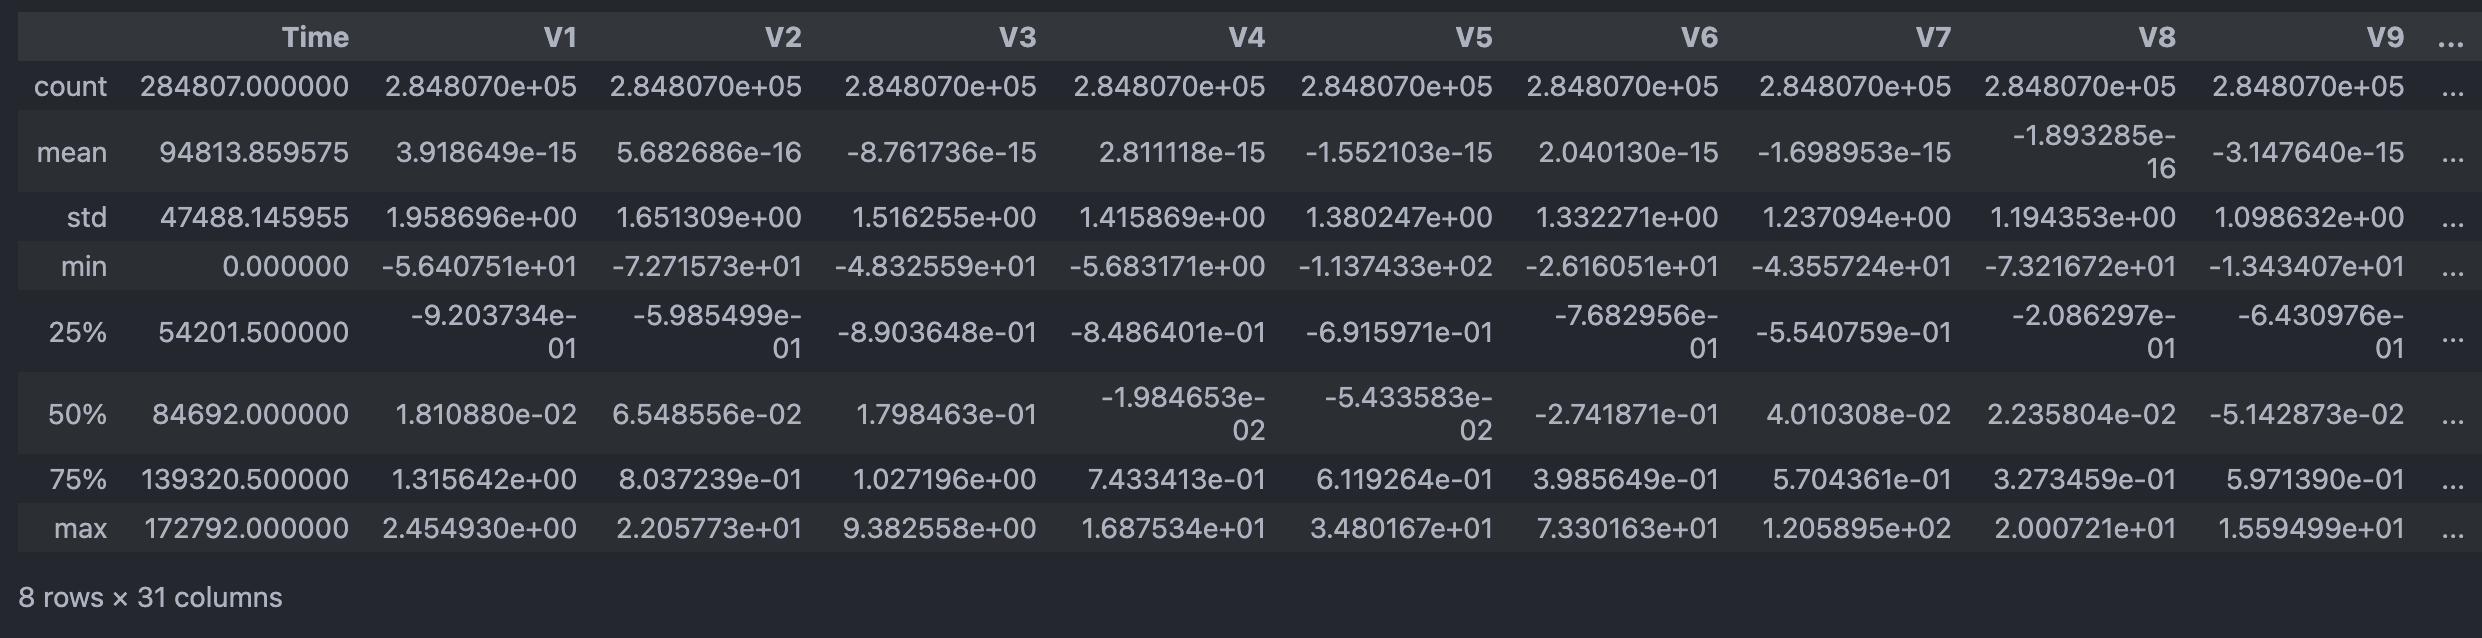 Time V1 V2 V3 V4 V5 V6 V7 V8 V9 ...
count 284807.000000 2.848070e+05 2.848070e+05 2.848070e+05 2.848070e+05 2.848070e+05 2.848070e+05 2.848070e+05 2.848070e+05 2.848070e+05 ...
mean 94813.859575 3.918649e-15 5.682686e-16 -8.761736e-15 2.811118e-15 -1.552103e-15 2.040130e-15 -1.698953e-15 -1.893285e-16 -3.147640e-15 ...
std 47488.145955 1.958696e+00 1.651309e+00 1.516255e+00 1.415869e+00 1.380247e+00 1.332271e+00 1.237094e+00 1.194353e+00 1.098632e+00 ...
min 0.000000 -5.640751e+01 -7.271573e+01 -4.832559e+01 -5.683171e+00 -1.137433e+02 -2.616051e+01 -4.355724e+01 -7.321672e+01 -1.343407e+01 ...
25% 54201.500000 -9.203734e-01 -5.985499e-01 -8.903648e-01 -8.486401e-01 -6.915971e-01 -7.682956e-01 -5.540759e-01 -2.086297e-01 -6.430976e-01 ...
50% 84692.000000 1.810880e-02 6.548556e-02 1.798463e-01 -1.984653e-02 -5.433583e-02 -2.741871e-01 4.010308e-02 2.235804e-02 -5.142873e-02 ...
75% 139320.500000 1.315642e+00 8.037239e-01 1.027196e+00 7.433413e-01 6.119264e-01 3.985649e-01 5.704361e-01 3.273459e-01 5.971390e-01 ...
max 172792.000000 2.454930e+00 2.205773e+01 9.382558e+00 1.687534e+01 3.480167e+01 7.330163e+01 1.205895e+02 2.000721e+01 1.559499e+01 ...
8 rows × 31 columns